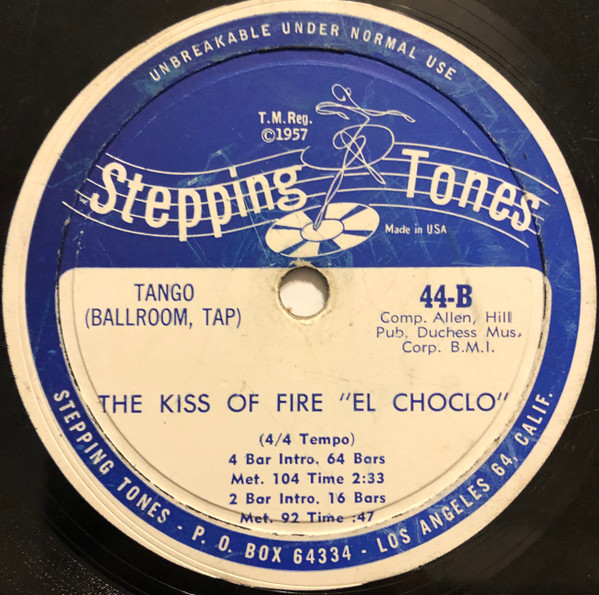 UNBREAKABLE UNDER NORMAL USE
T.M.Reg.
©1957
Stepping Tones
Made in USA
TANGO
(BALLROOM, TAP)
44-B
Comp. Allen, Hill
Pub. Duchess Mus.
Corp. B.M.I.
THE KISS OF FIRE "EL CHOCLO"
(4/4 Tempo)
4 Bar Intro. 64 Bars
Met. 104 Time 2:33
2 Bar Intro. 16 Bars
Met. 92 Time :47
STEPPING TONES - P. O. BOX 64334 - LOS ANGELES 64, CALIF.